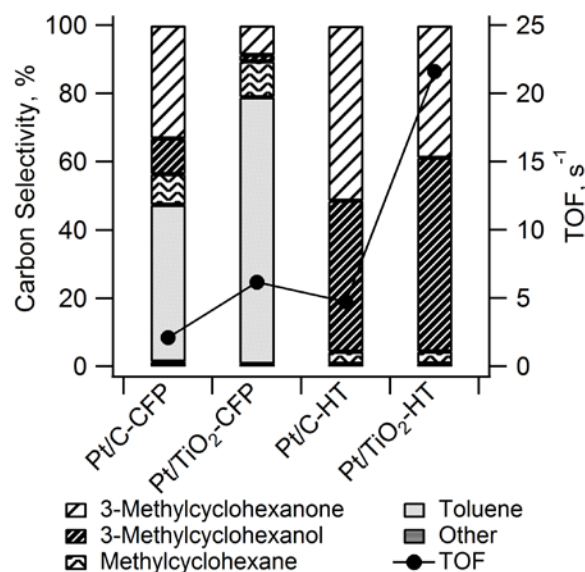 Carbon Selectivity, %
100
80
60
40
20
0
25
20
15
10
5
0
TOF, s⁻¹
Pt/C-CFP
Pt/TiO₂-CFP
Pt/C-HT
Pt/TiO₂-HT
3-Methylcyclohexanone
3-Methylcyclohexanol
Methylcyclohexane
Toluene
Other
TOF